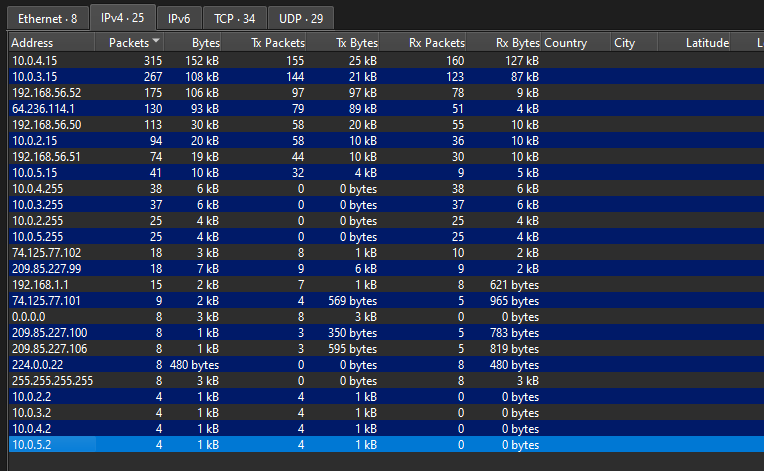 Ethernet · 8 IPv4 · 25 IPv6 TCP · 34 UDP · 29
Address Packets Bytes Tx Packets Tx Bytes Rx Packets Rx Bytes Country City Latitude L
10.0.4.15 315 152 kB 155 25 kB 160 127 kB
10.0.3.15 267 108 kB 144 21 kB 123 87 kB
192.168.56.52 175 106 kB 97 97 kB 78 9 kB
64.236.114.1 130 93 kB 79 89 kB 51 4 kB
192.168.56.50 113 30 kB 58 20 kB 55 10 kB
10.0.2.15 94 20 kB 58 10 kB 36 10 kB
192.168.56.51 74 19 kB 44 10 kB 30 10 kB
10.0.5.15 41 10 kB 32 4 kB 9 5 kB
10.0.4.255 38 6 kB 0 0 bytes 38 6 kB
10.0.3.255 37 6 kB 0 0 bytes 37 6 kB
10.0.2.255 25 4 kB 0 0 bytes 25 4 kB
10.0.5.255 25 4 kB 0 0 bytes 25 4 kB
74.125.77.102 18 3 kB 8 1 kB 10 2 kB
209.85.227.99 18 7 kB 9 6 kB 9 2 kB
192.168.1.1 15 2 kB 7 1 kB 8 621 bytes
74.125.77.101 9 2 kB 4 569 bytes 5 965 bytes
0.0.0.0 8 3 kB 8 3 kB 0 0 bytes
209.85.227.100 8 1 kB 3 350 bytes 5 783 bytes
209.85.227.106 8 1 kB 3 595 bytes 5 819 bytes
224.0.0.22 8 480 bytes 0 0 bytes 8 480 bytes
255.255.255.255 8 3 kB 0 0 bytes 8 3 kB
10.0.2.2 4 1 kB 4 1 kB 0 0 bytes
10.0.3.2 4 1 kB 4 1 kB 0 0 bytes
10.0.4.2 4 1 kB 4 1 kB 0 0 bytes
10.0.5.2 4 1 kB 4 1 kB 0 0 bytes